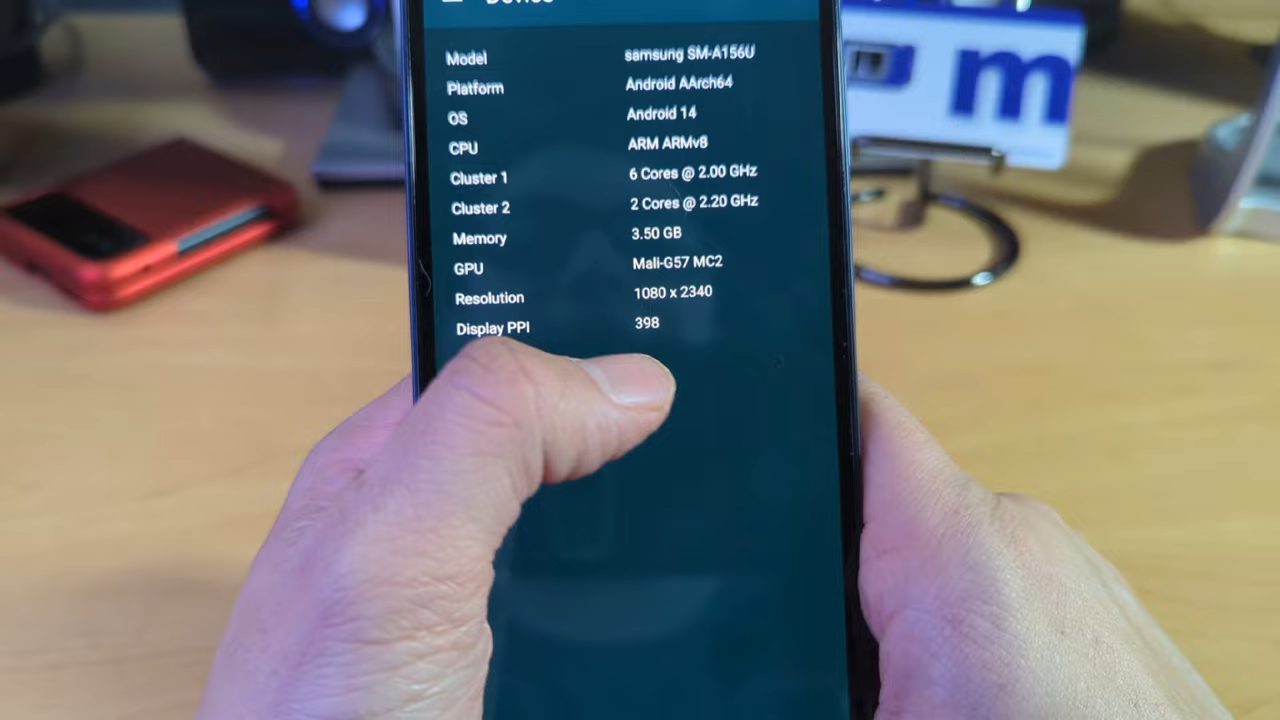 Device
Model samsung SM-A156U
Platform Android AArch64
OS Android 14
CPU ARM ARMv8
Cluster 1 6 Cores @ 2.00 GHz
Cluster 2 2 Cores @ 2.20 GHz
Memory 3.50 GB
GPU Mali-G57 MC2
Resolution 1080 x 2340
Display PPI 398
m